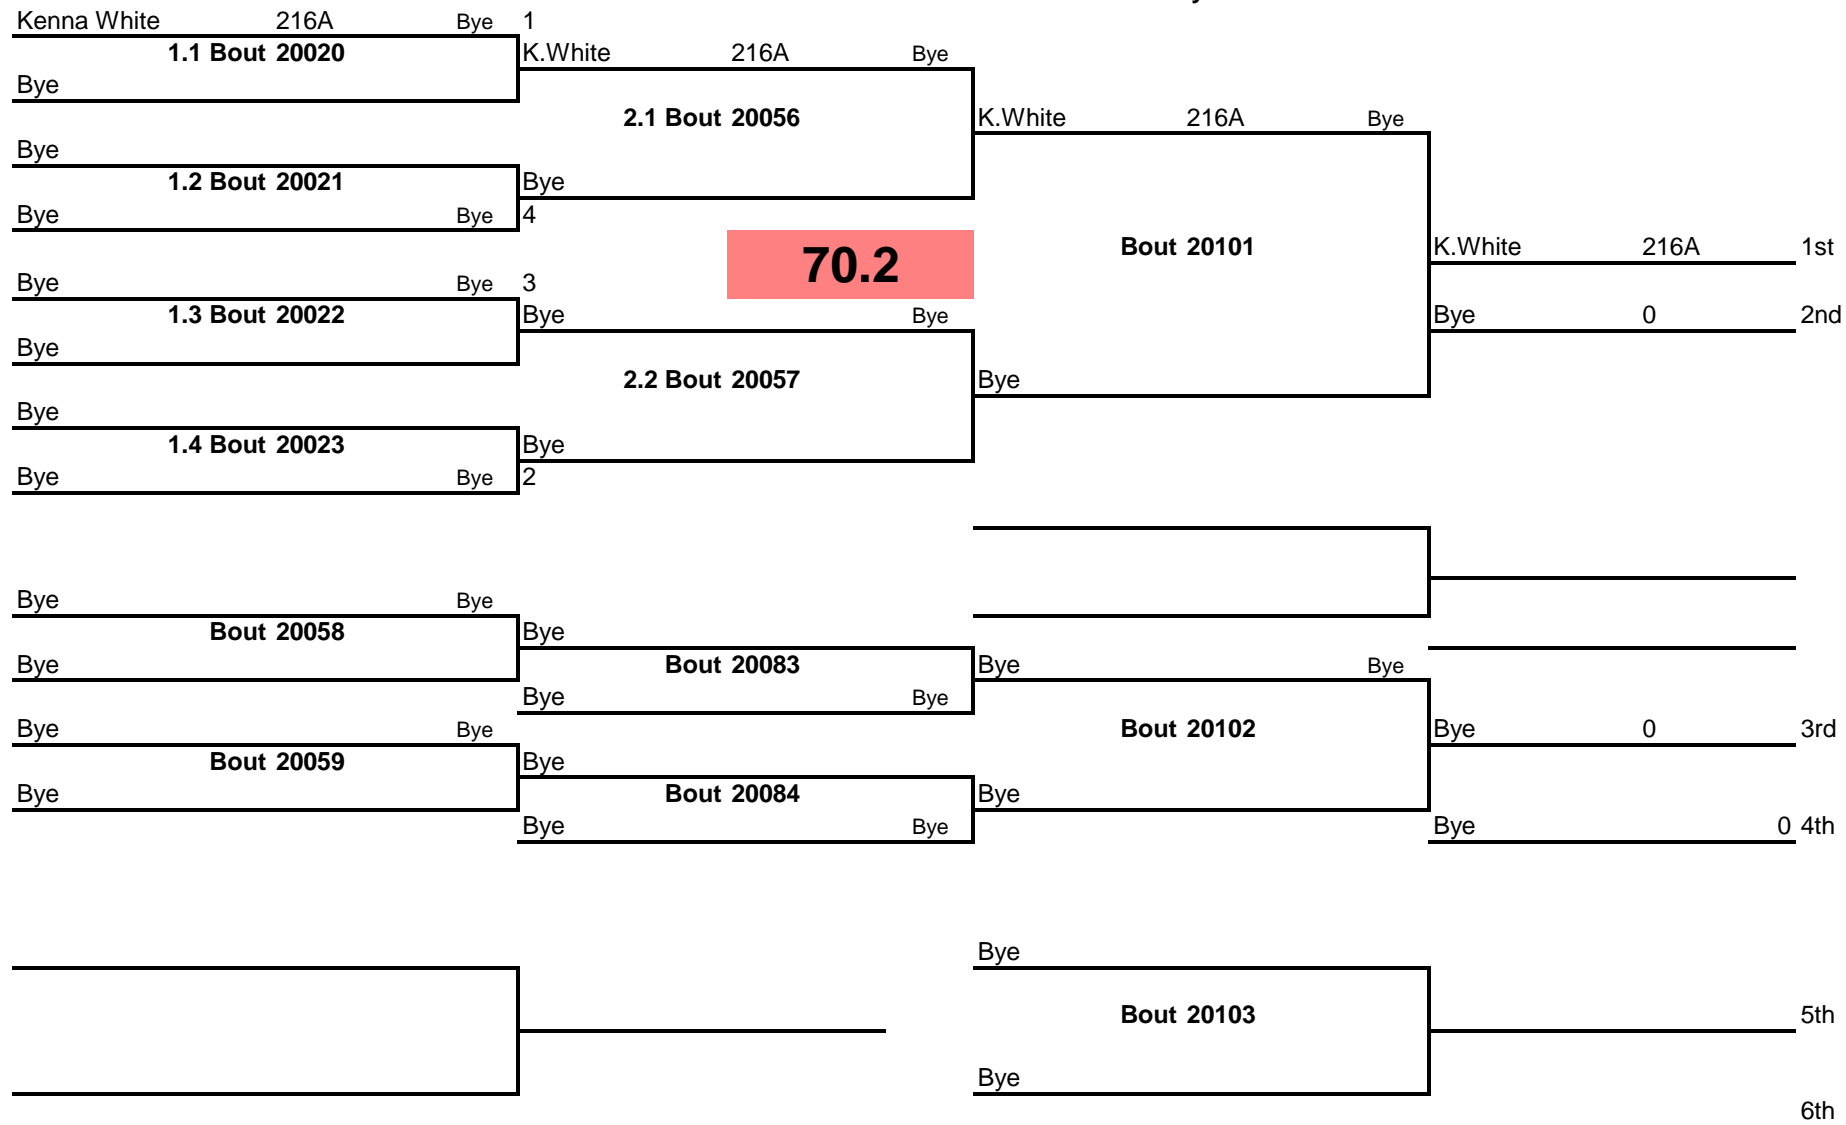 Kenna White 216A Bye 1
1.1 Bout 20020 K.White 216A Bye
Bye
2.1 Bout 20056 K.White 216A Bye
Bye
1.2 Bout 20021 Bye
Bye Bye 4
70.2 Bout 20101 K.White 216A 1st
Bye Bye 3
1.3 Bout 20022 Bye Bye Bye 0 2nd
Bye
2.2 Bout 20057 Bye
Bye
1.4 Bout 20023 Bye
Bye Bye 2
Bye Bye
Bout 20058 Bye
Bye Bout 20083 Bye Bye
Bye Bye
Bye Bye Bout 20102 Bye 0 3rd
Bout 20059 Bye
Bye Bout 20084 Bye
Bye Bye Bye 0 4th
Bye
Bout 20103 5th
Bye
6th